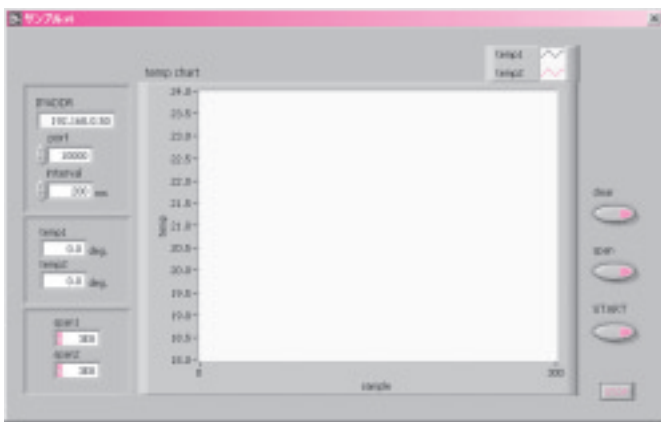 サンプル.vi
temp1
temp2
temp chart
IPADDR
192.168.0.50
port
10000
interval
200 ms.
temp1
0.0 deg.
temp2
0.0 deg.
span1
span2
temp
24.0
23.5
23.0
22.5
22.0
21.5
21.0
20.5
20.0
19.5
19.0
18.5
18.0
0
300
sample
clear
span
START